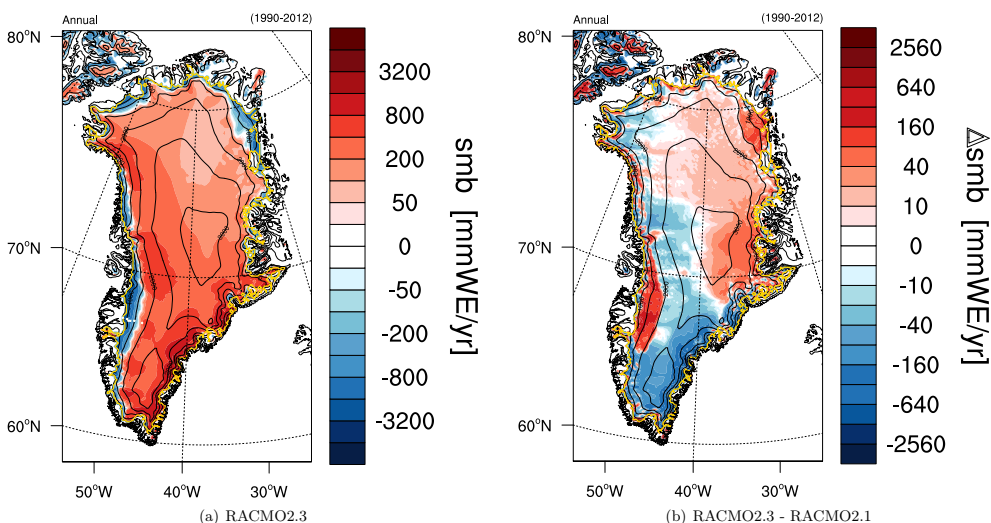 Annual (1990-2012)
80°N
70°N
60°N
50°W 40°W 30°W
3200
800
200
50
0
-50
-200
-800
-3200
smb [mmWE/yr]
(a) RACMO2.3
Annual (1990-2012)
80°N
70°N
60°N
50°W 40°W 30°W
2560
640
160
40
10
0
-10
-40
-160
-640
-2560
Δsmb [mmWE/yr]
(b) RACMO2.3 - RACMO2.1